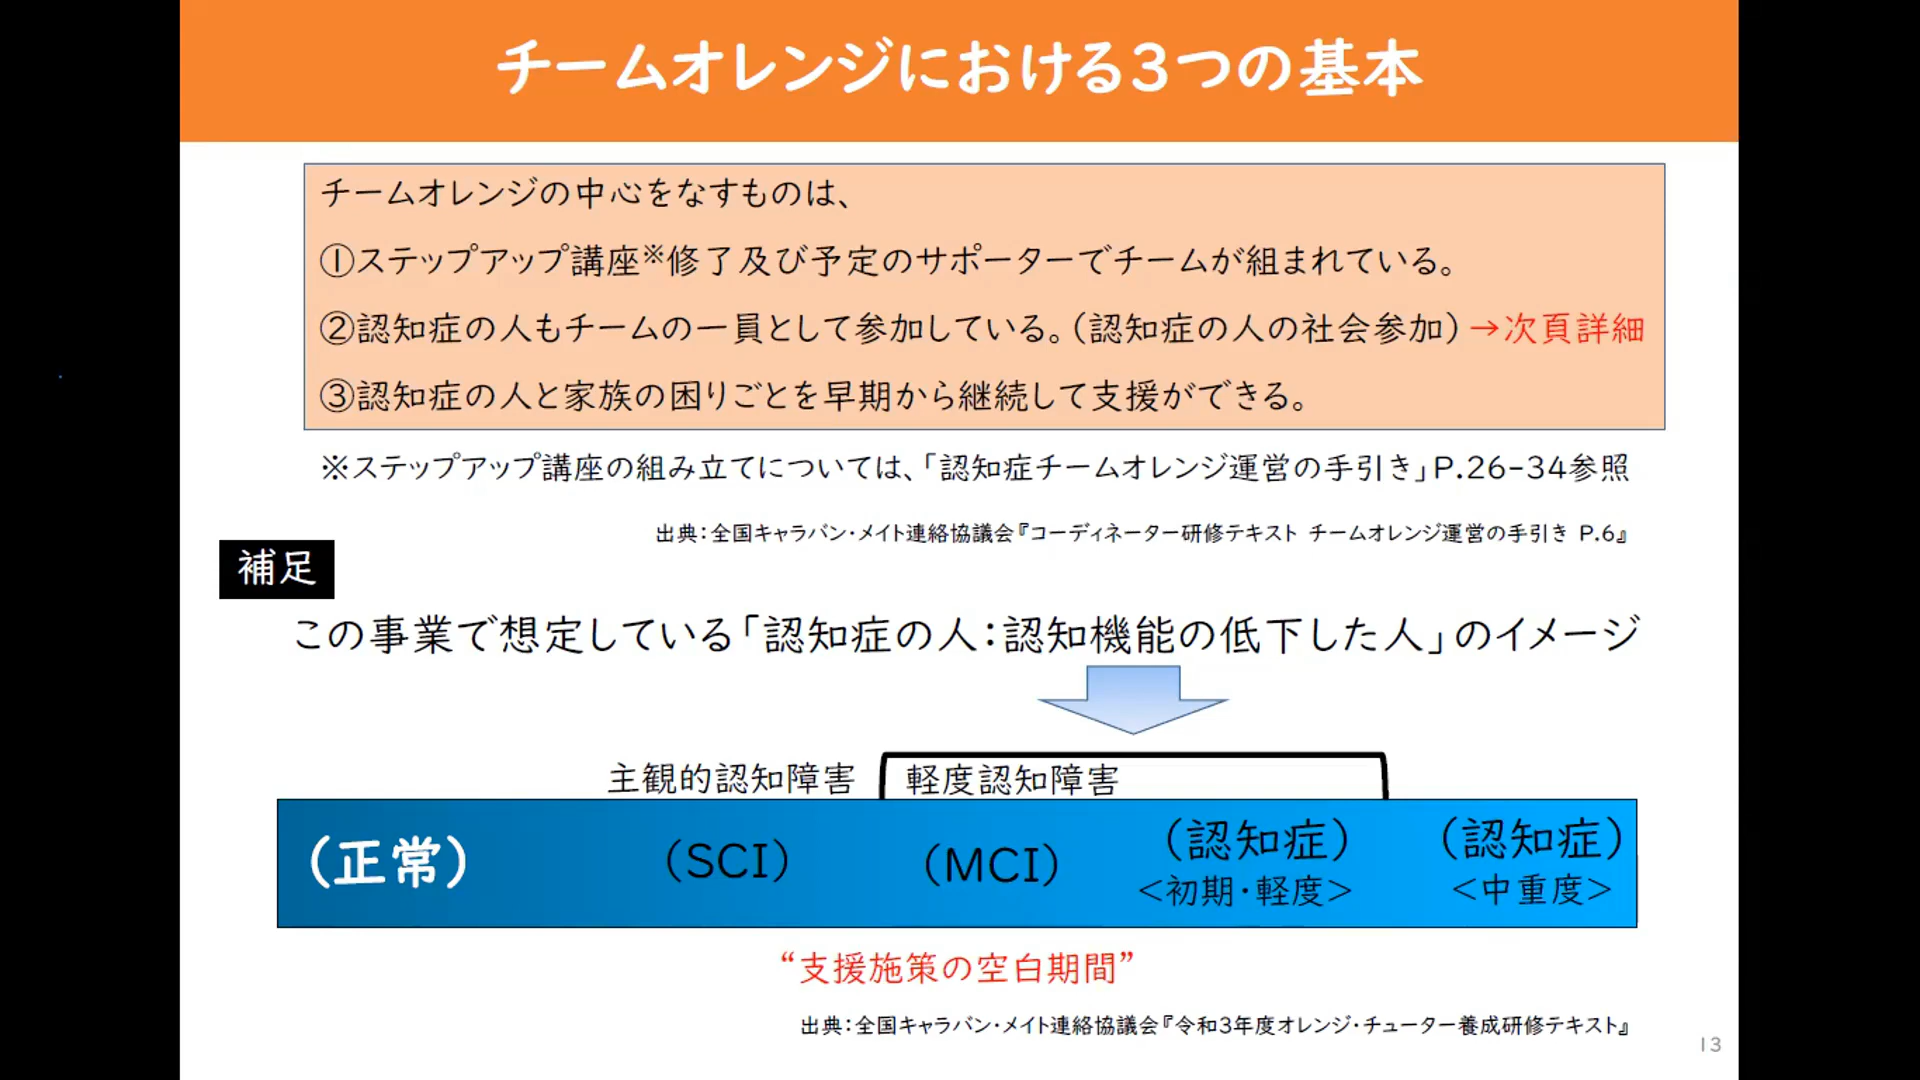 チームオレンジにおける3つの基本
チームオレンジの中心をなすものは、
①ステップアップ講座※修了及び予定のサポーターでチームが組まれている。
②認知症の人もチームの一員として参加している。（認知症の人の社会参加）→次頁詳細
③認知症の人と家族の困りごとを早期から継続して支援ができる。
※ステップアップ講座の組み立てについては、「認知症チームオレンジ運営の手引き」P.26-34参照
出典：全国キャラバン・メイト連絡協議会『コーディネーター研修テキスト チームオレンジ運営の手引き P.6』
補足
この事業で想定している「認知症の人：認知機能の低下した人」のイメージ
主観的認知障害 軽度認知障害
（正常） （SCI） （MCI） （認知症） （認知症）
＜初期・軽度＞ ＜中重度＞
“支援施策の空白期間”
出典：全国キャラバン・メイト連絡協議会『令和3年度オレンジ・チューター養成研修テキスト』
13